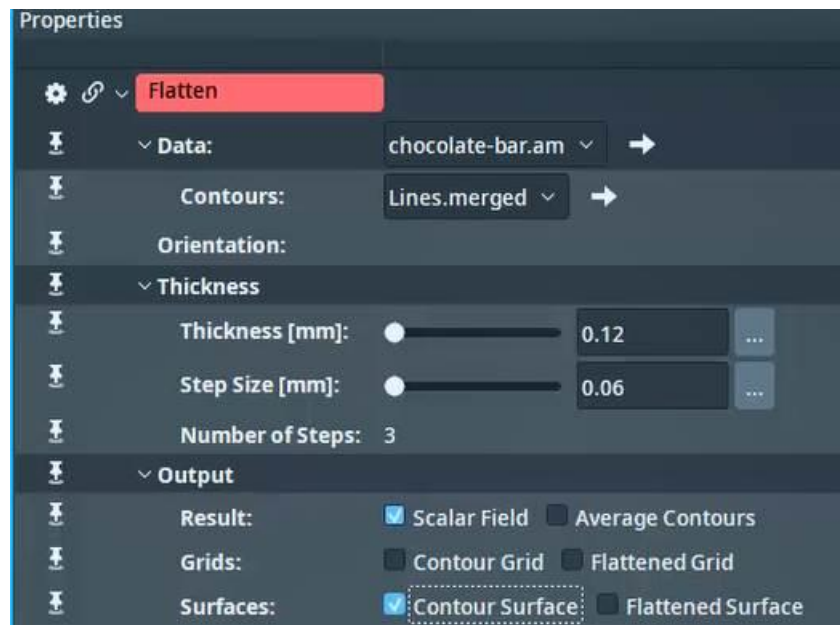 Properties
Flatten
Data: chocolate-bar.am
Contours: Lines.merged
Orientation:
Thickness
Thickness [mm]: 0.12 ...
Step Size [mm]: 0.06 ...
Number of Steps: 3
Output
Result: Scalar Field Average Contours
Grids: Contour Grid Flattened Grid
Surfaces: Contour Surface Flattened Surface